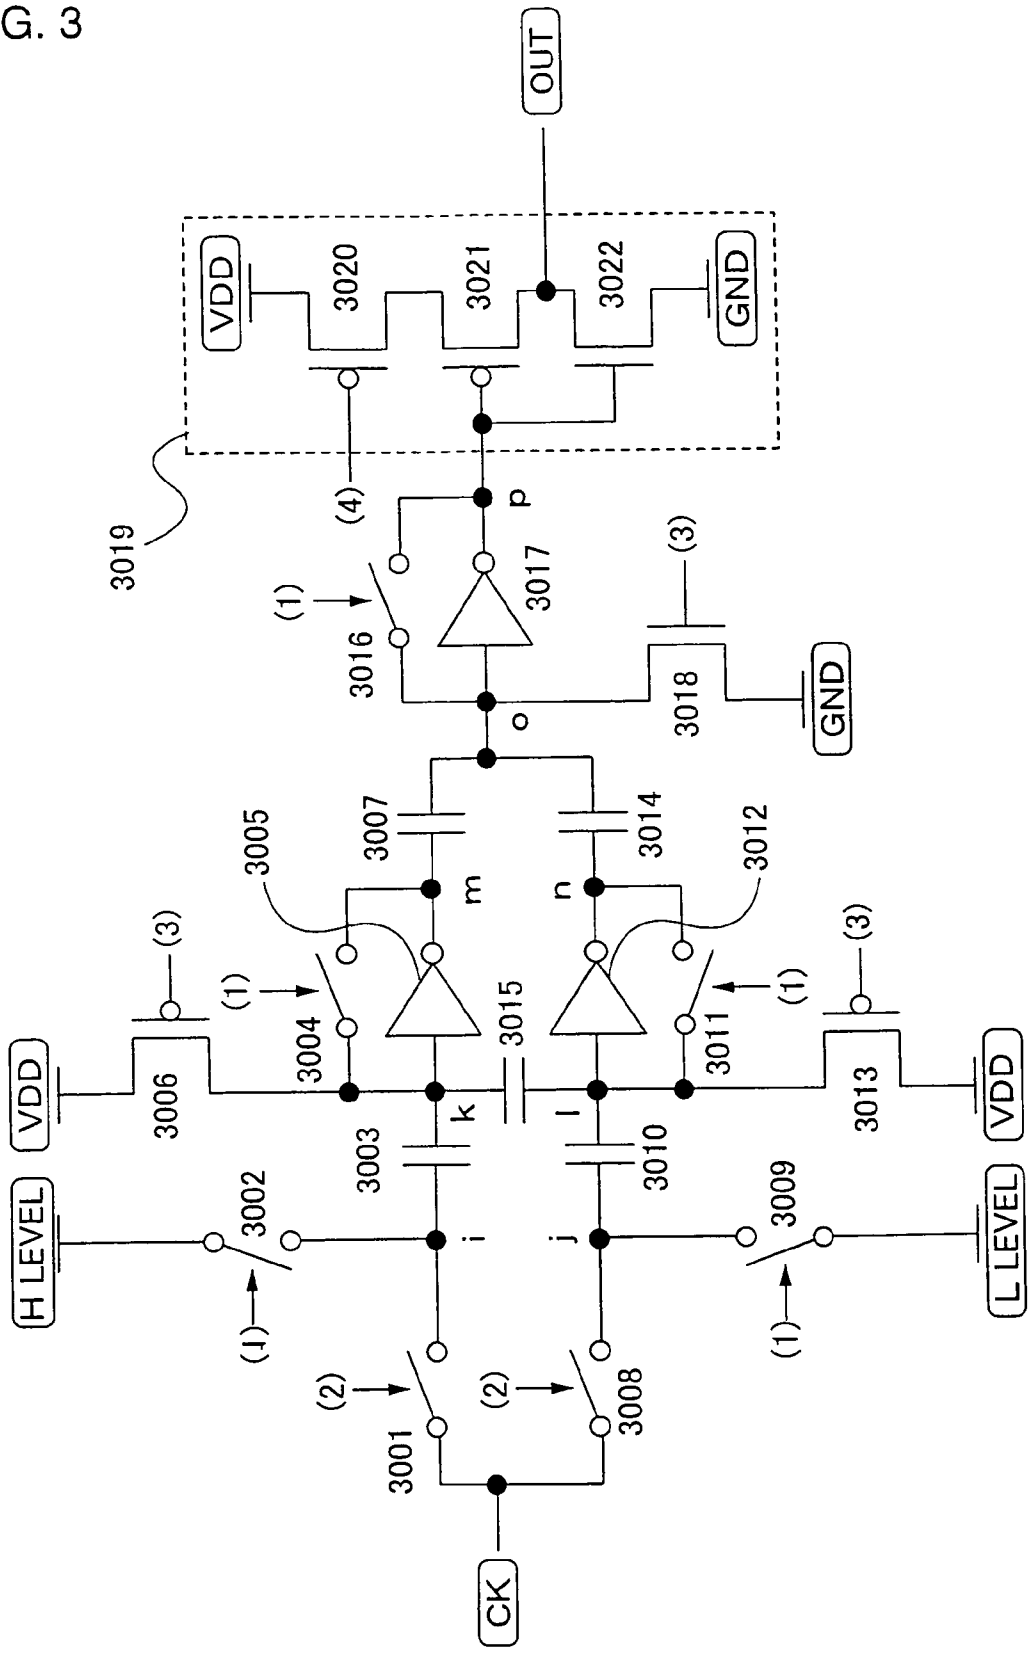 G. 3
OUT
VDD
3020
3021
3022
GND
(4)
3019
p
(1)
3016
3017
(3)
3018
GND
o
3005
3007
3014
3012
m
n
(3)
(1)
3004
3015
3011
(1)
(3)
VDD
3006
k
l
3013
VDD
3003
3010
H LEVEL
3002
i
j
3009
L LEVEL
(1)
(2)
(2)
(1)
3001
3008
CK